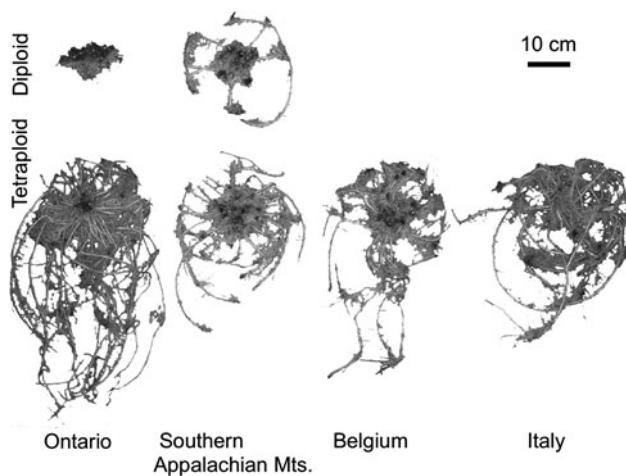 Diploid
10 cm
Tetraploid
Ontario
Southern
Appalachian Mts.
Belgium
Italy